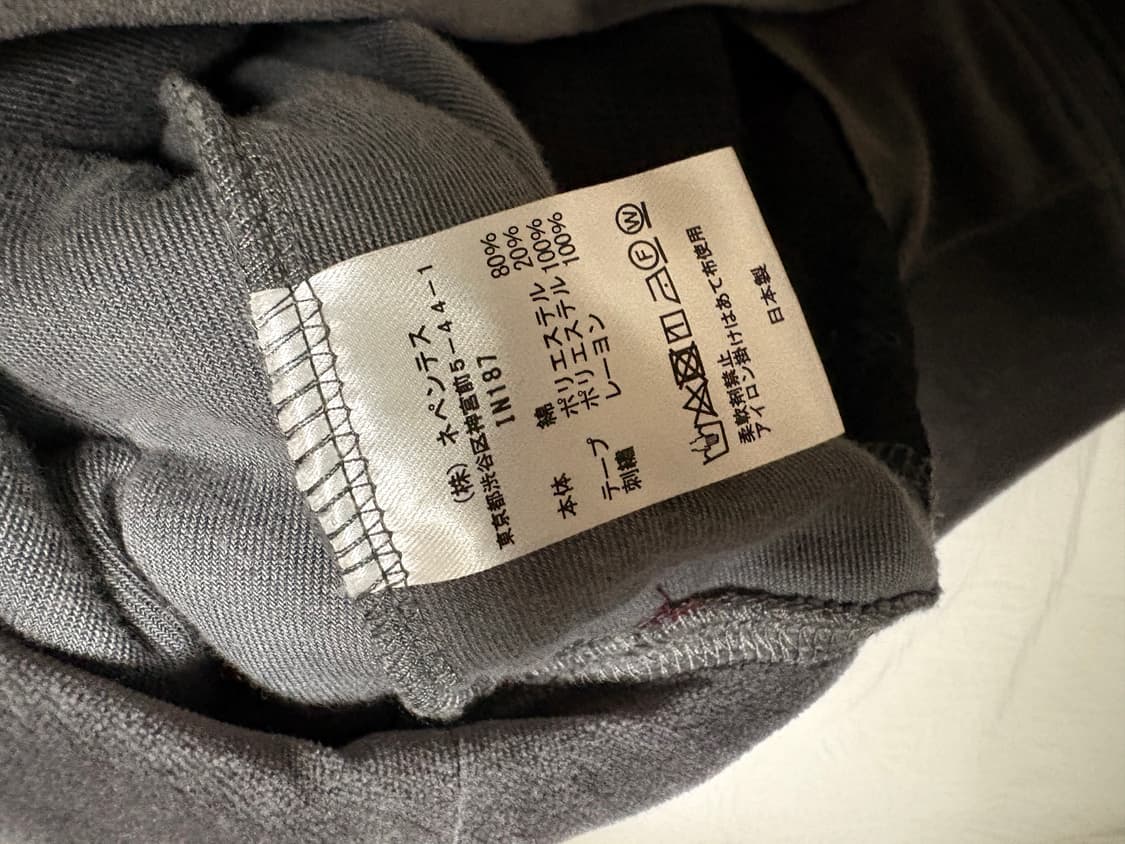 (株) ネペンテス
東京都渋谷区神宮前5-44-1
IN187
本体 綿 80%
ポリエステル 20%
テープ ポリエステル 100%
刺繍 レーヨン 100%
F W
柔軟剤禁止
アイロン掛けはあて布使用
日本製